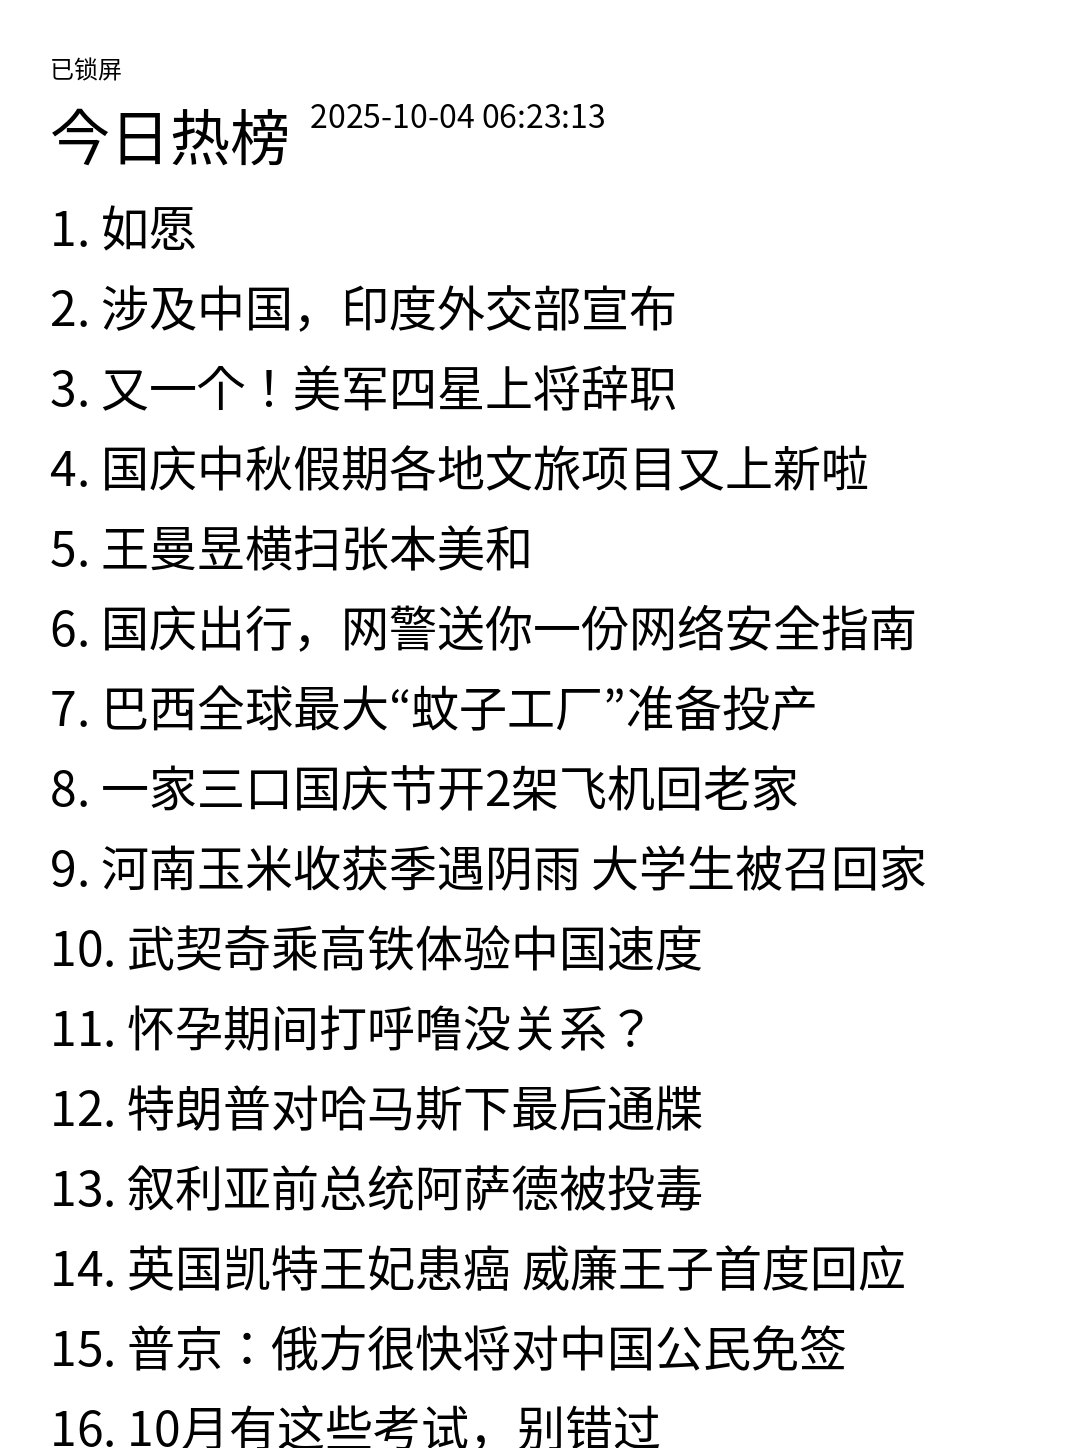 已锁屏
今日热榜 2025-10-04 06:23:13
1. 如愿
2. 涉及中国，印度外交部宣布
3. 又一个！美军四星上将辞职
4. 国庆中秋假期各地文旅项目又上新啦
5. 王曼昱横扫张本美和
6. 国庆出行，网警送你一份网络安全指南
7. 巴西全球最大“蚊子工厂”准备投产
8. 一家三口国庆节开2架飞机回老家
9. 河南玉米收获季遇阴雨 大学生被召回家
10. 武契奇乘高铁体验中国速度
11. 怀孕期间打呼噜没关系？
12. 特朗普对哈马斯下最后通牒
13. 叙利亚前总统阿萨德被投毒
14. 英国凯特王妃患癌 威廉王子首度回应
15. 普京：俄方很快将对中国公民免签
16. 10月有这些考试，别错过